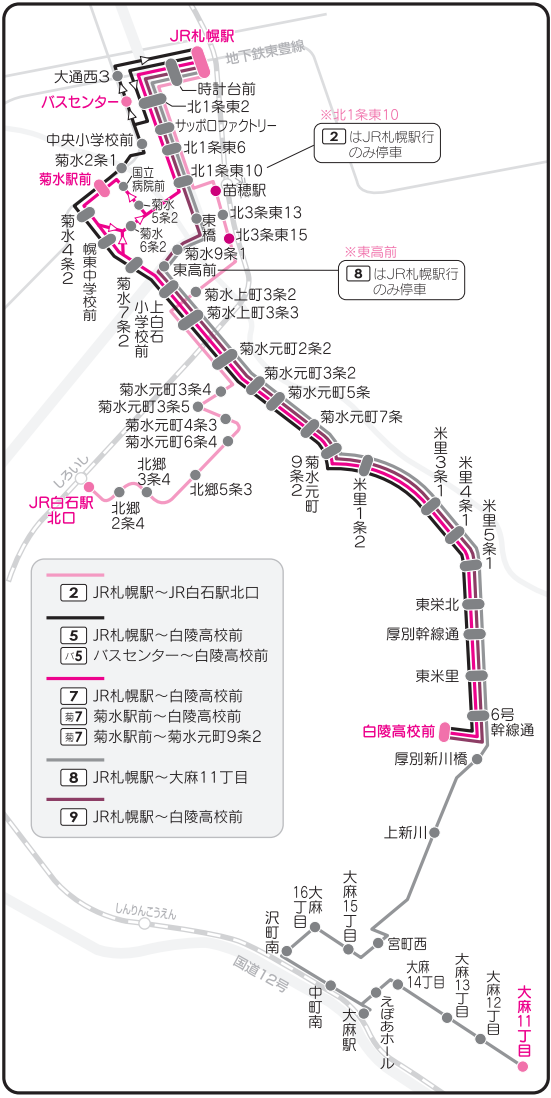 JR札幌駅
地下鉄東豊線
大通西3
バスセンター
時計台前
北1条東2
サッポロファクトリー
中央小学校前
北1条東6
菊水2条1
北1条東10
菊水駅前
国立
病院前
苗穂駅
菊水
5条2
北3条東13
東橋
北3条東15
菊水
6条2
菊水4条2
幌東中学校前
菊水9条1
東高前
菊水7条2
上白石
小学校前
菊水上町3条2
菊水上町3条3
※北1条東10
2 はJR札幌駅行
のみ停車
※東高前
8 はJR札幌駅行
のみ停車
菊水元町2条2
菊水元町3条2
菊水元町5条
菊水元町7条
菊水元町3条4
菊水元町3条5
菊水元町4条3
菊水元町6条4
菊水元町
9条2
しろいし
北郷
3条4
北郷5条3
JR白石駅
北口
北郷
2条4
米里1条2
米里3条1
米里4条1
米里5条1
東栄北
厚別幹線通
東米里
6号
幹線通
白陵高校前
厚別新川橋
2 JR札幌駅～JR白石駅北口
5 JR札幌駅～白陵高校前
バ5 バスセンター～白陵高校前
7 JR札幌駅～白陵高校前
菊7 菊水駅前～白陵高校前
菊7 菊水駅前～菊水元町9条2
8 JR札幌駅～大麻11丁目
9 JR札幌駅～白陵高校前
上新川
しんりんこうえん
沢町南
大麻
16丁目
大麻
15丁目
宮町西
国道12号
中町南
大麻駅
えぽあホール
大麻
14丁目
大麻
13丁目
大麻
12丁目
大麻
11丁目